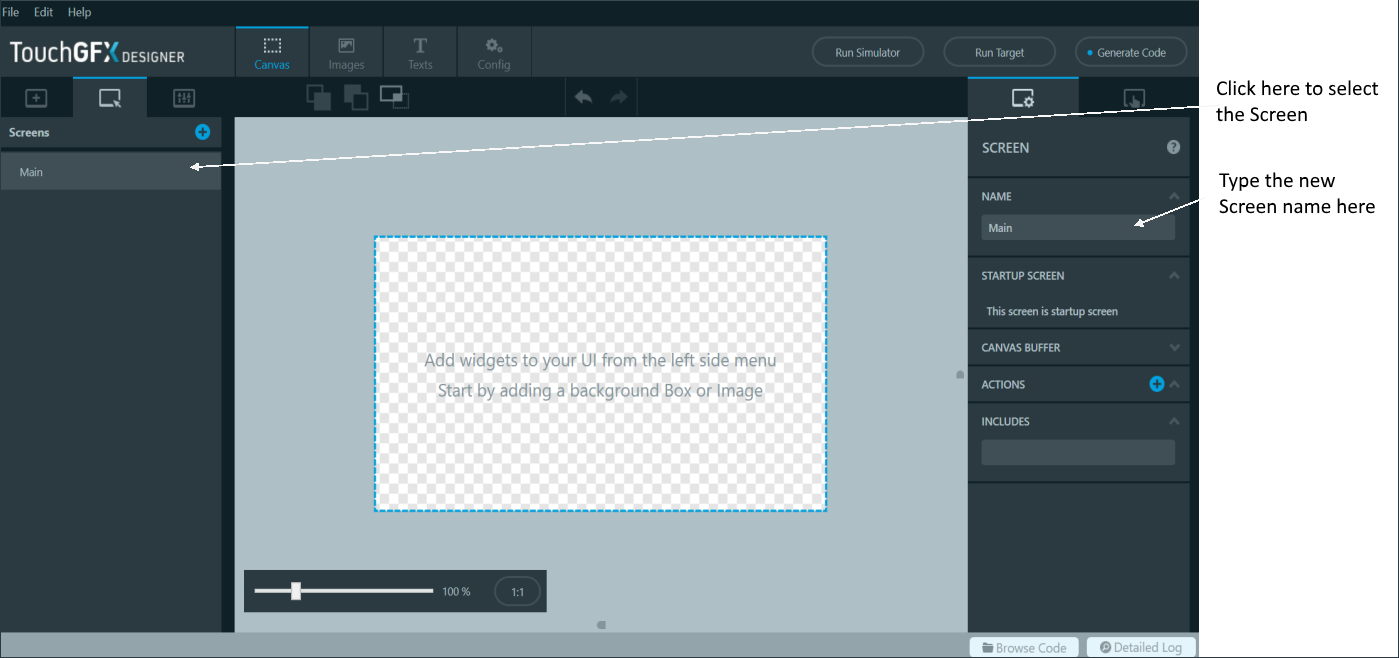 File Edit Help
TouchGFX DESIGNER
Canvas
Images
Texts
Config
Run Simulator
Run Target
Generate Code
Screens
Main
SCREEN
?
NAME
Main
STARTUP SCREEN
This screen is startup screen
CANVAS BUFFER
ACTIONS
INCLUDES
Add widgets to your UI from the left side menu
Start by adding a background Box or Image
100 %
1:1
Browse Code
Detailed Log
Click here to select
the Screen
Type the new
Screen name here